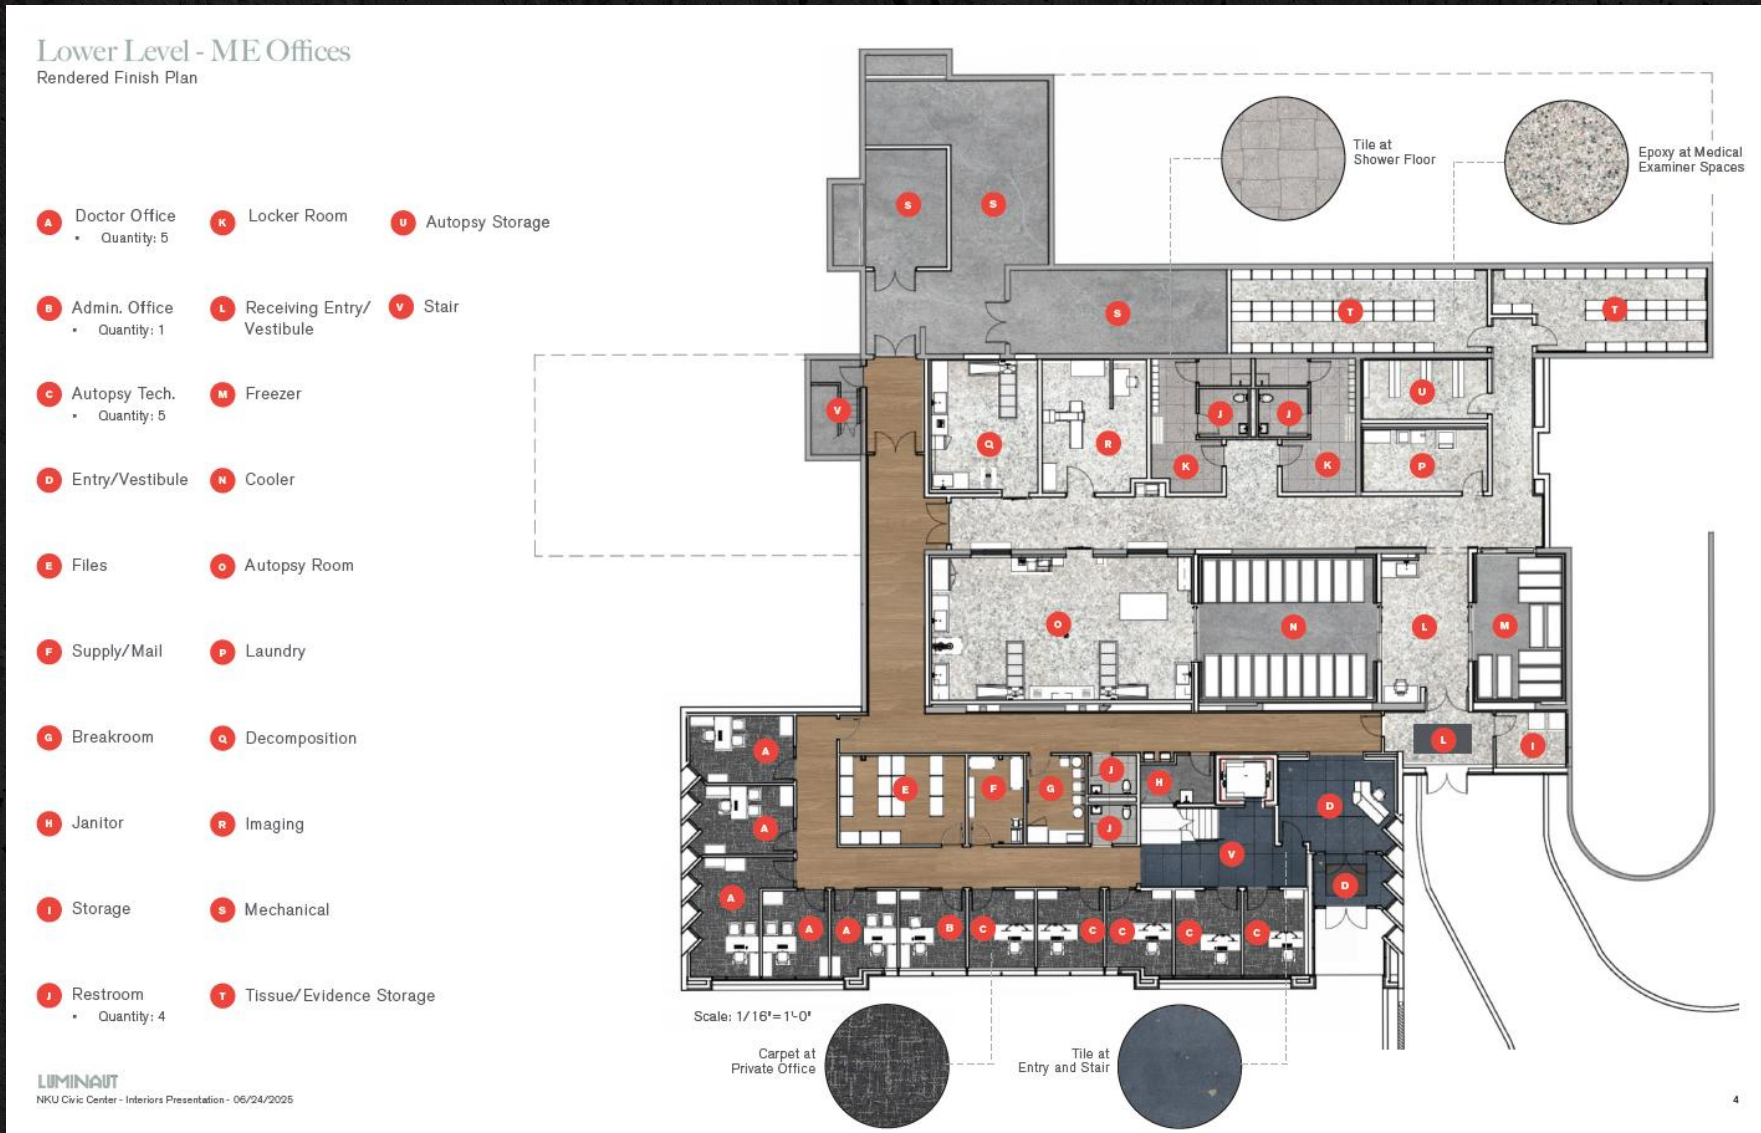 Lower Level - ME Offices
Rendered Finish Plan
A Doctor Office
▪ Quantity: 5
B Admin. Office
▪ Quantity: 1
C Autopsy Tech.
▪ Quantity: 5
D Entry/Vestibule
E Files
F Supply/Mail
G Breakroom
H Janitor
I Storage
J Restroom
▪ Quantity: 4
K Locker Room
L Receiving Entry/
Vestibule
M Freezer
N Cooler
O Autopsy Room
P Laundry
Q Decomposition
R Imaging
S Mechanical
T Tissue/Evidence Storage
U Autopsy Storage
V Stair
Tile at
Shower Floor
Epoxy at Medical
Examiner Spaces
S
S
S
T
T
V
Q
R
J
J
K
K
U
P
O
N
L
M
A
A
A
A
A
B
C
C
C
C
C
E
F
G
J
J
H
V
D
D
L
I
Scale: 1/16"=1'-0"
Carpet at
Private Office
Tile at
Entry and Stair
LUMINAUT
NKU Civic Center - Interiors Presentation - 06/24/2025
4